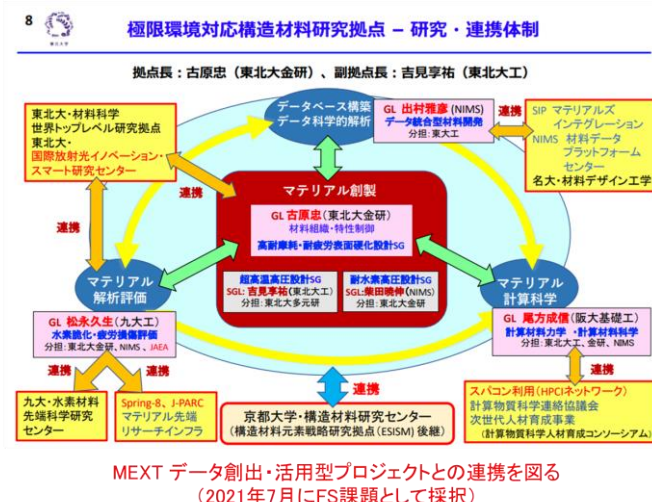 8
東北大学
極限環境対応構造材料研究拠点 – 研究・連携体制
拠点長：古原忠（東北大金研）、副拠点長：吉見享祐（東北大工）
東北大・材料科学
世界トップレベル研究拠点
東北大・
国際放射光イノベーション・
スマート研究センター
データベース構築
データ科学的解析
GL 出村雅彦(NIMS)
データ統合型材料開発
分担：東大工
連携
SIP マテリアルズ
インテグレーション
NIMS 材料データ
プラットフォーム
センター
名大・材料デザイン工学
連携
連携
マテリアル創製
GL 古原忠(東北大金研)
材料組織・特性制御
高耐摩耗・耐疲労表面硬化設計SG
超高温高圧設計SG
SGL:吉見享祐(東北大工)
分担：東北大多元研
耐水素高圧設計SG
SGL:柴田曉伸(NIMS)
分担：東北大金研
マテリアル
解析評価
GL 松永久生(九大工)
水素脆化・疲労損傷評価
分担：東北大金研、NIMS、JAEA
マテリアル
計算科学
GL 尾方成信(阪大基礎工)
計算材料力学・計算材料科学
分担：東北大工、金研、NIMS
連携
連携
連携
九大・水素材料
先端科学研究
センター
Spring-8、J-PARC
マテリアル先端
リサーチインフラ
京都大学・構造材料研究センター
(構造材料元素戦略研究拠点(ESISM)後継)
スパコン利用(HPCIネットワーク)
計算物質科学連絡協議会
次世代人材育成事業
(計算物質科学人材育成コンソーシアム)
MEXT データ創出・活用型プロジェクトとの連携を図る
(2021年7月にFS課題として採択)